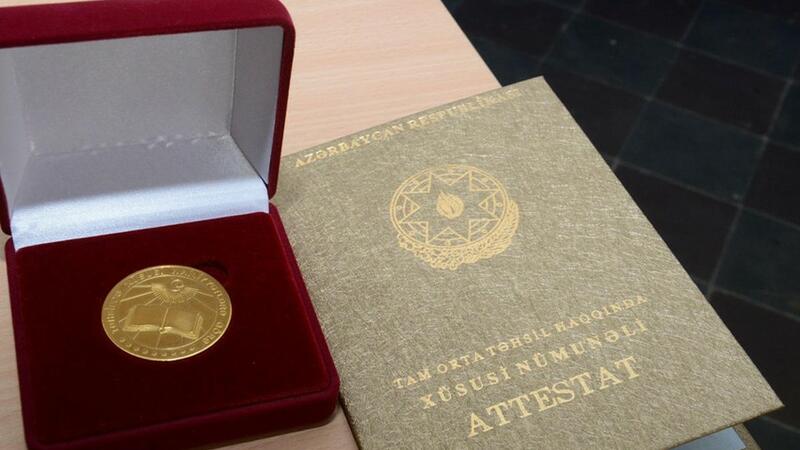 AZƏRBAYCAN RESPUBLİKASI
TAM ORTA TƏHSİL HAQQINDA
XÜSUSİ NÜMUNƏLİ
ATTESTAT